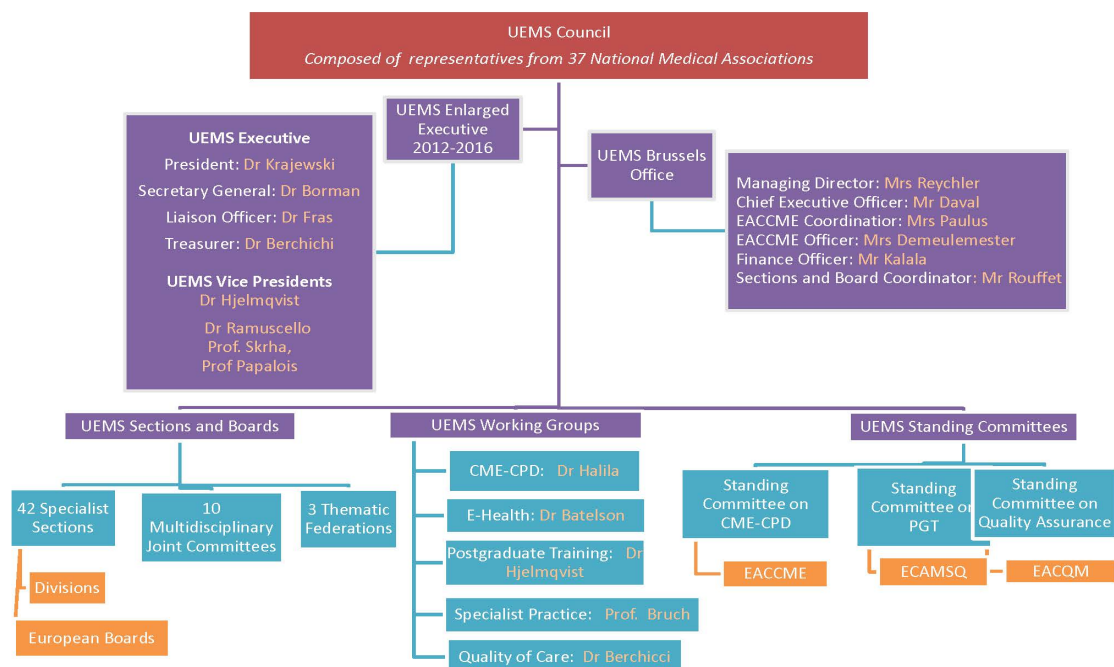 UEMS Council
Composed of representatives from 37 National Medical Associations
UEMS Enlarged
Executive
2012-2016
UEMS Executive
President: Dr Krajewski
Secretary General: Dr Borman
Liaison Officer: Dr Fras
Treasurer: Dr Berchichi
UEMS Vice Presidents
Dr Hjelmqvist
Dr Ramuscello
Prof. Skrha,
Prof Papalois
UEMS Brussels
Office
Managing Director: Mrs Reychler
Chief Executive Officer: Mr Daval
EACCME Coordinatior: Mrs Paulus
EACCME Officer: Mrs Demeulemester
Finance Officer: Mr Kalala
Sections and Board Coordinator: Mr Rouffet
UEMS Sections and Boards
42 Specialist
Sections
10
Multidisciplinary
Joint Committees
3 Thematic
Federations
Divisions
European Boards
UEMS Working Groups
CME-CPD: Dr Halila
E-Health: Dr Batelson
Postgraduate Training: Dr
Hjelmqvist
Specialist Practice: Prof. Bruch
Quality of Care: Dr Berchicci
UEMS Standing Committees
Standing
Committee on
CME-CPD
Standing
Committee on
PGT
Standing
Committee on
Quality Assurance
EACCME
ECAMSQ
EACQM